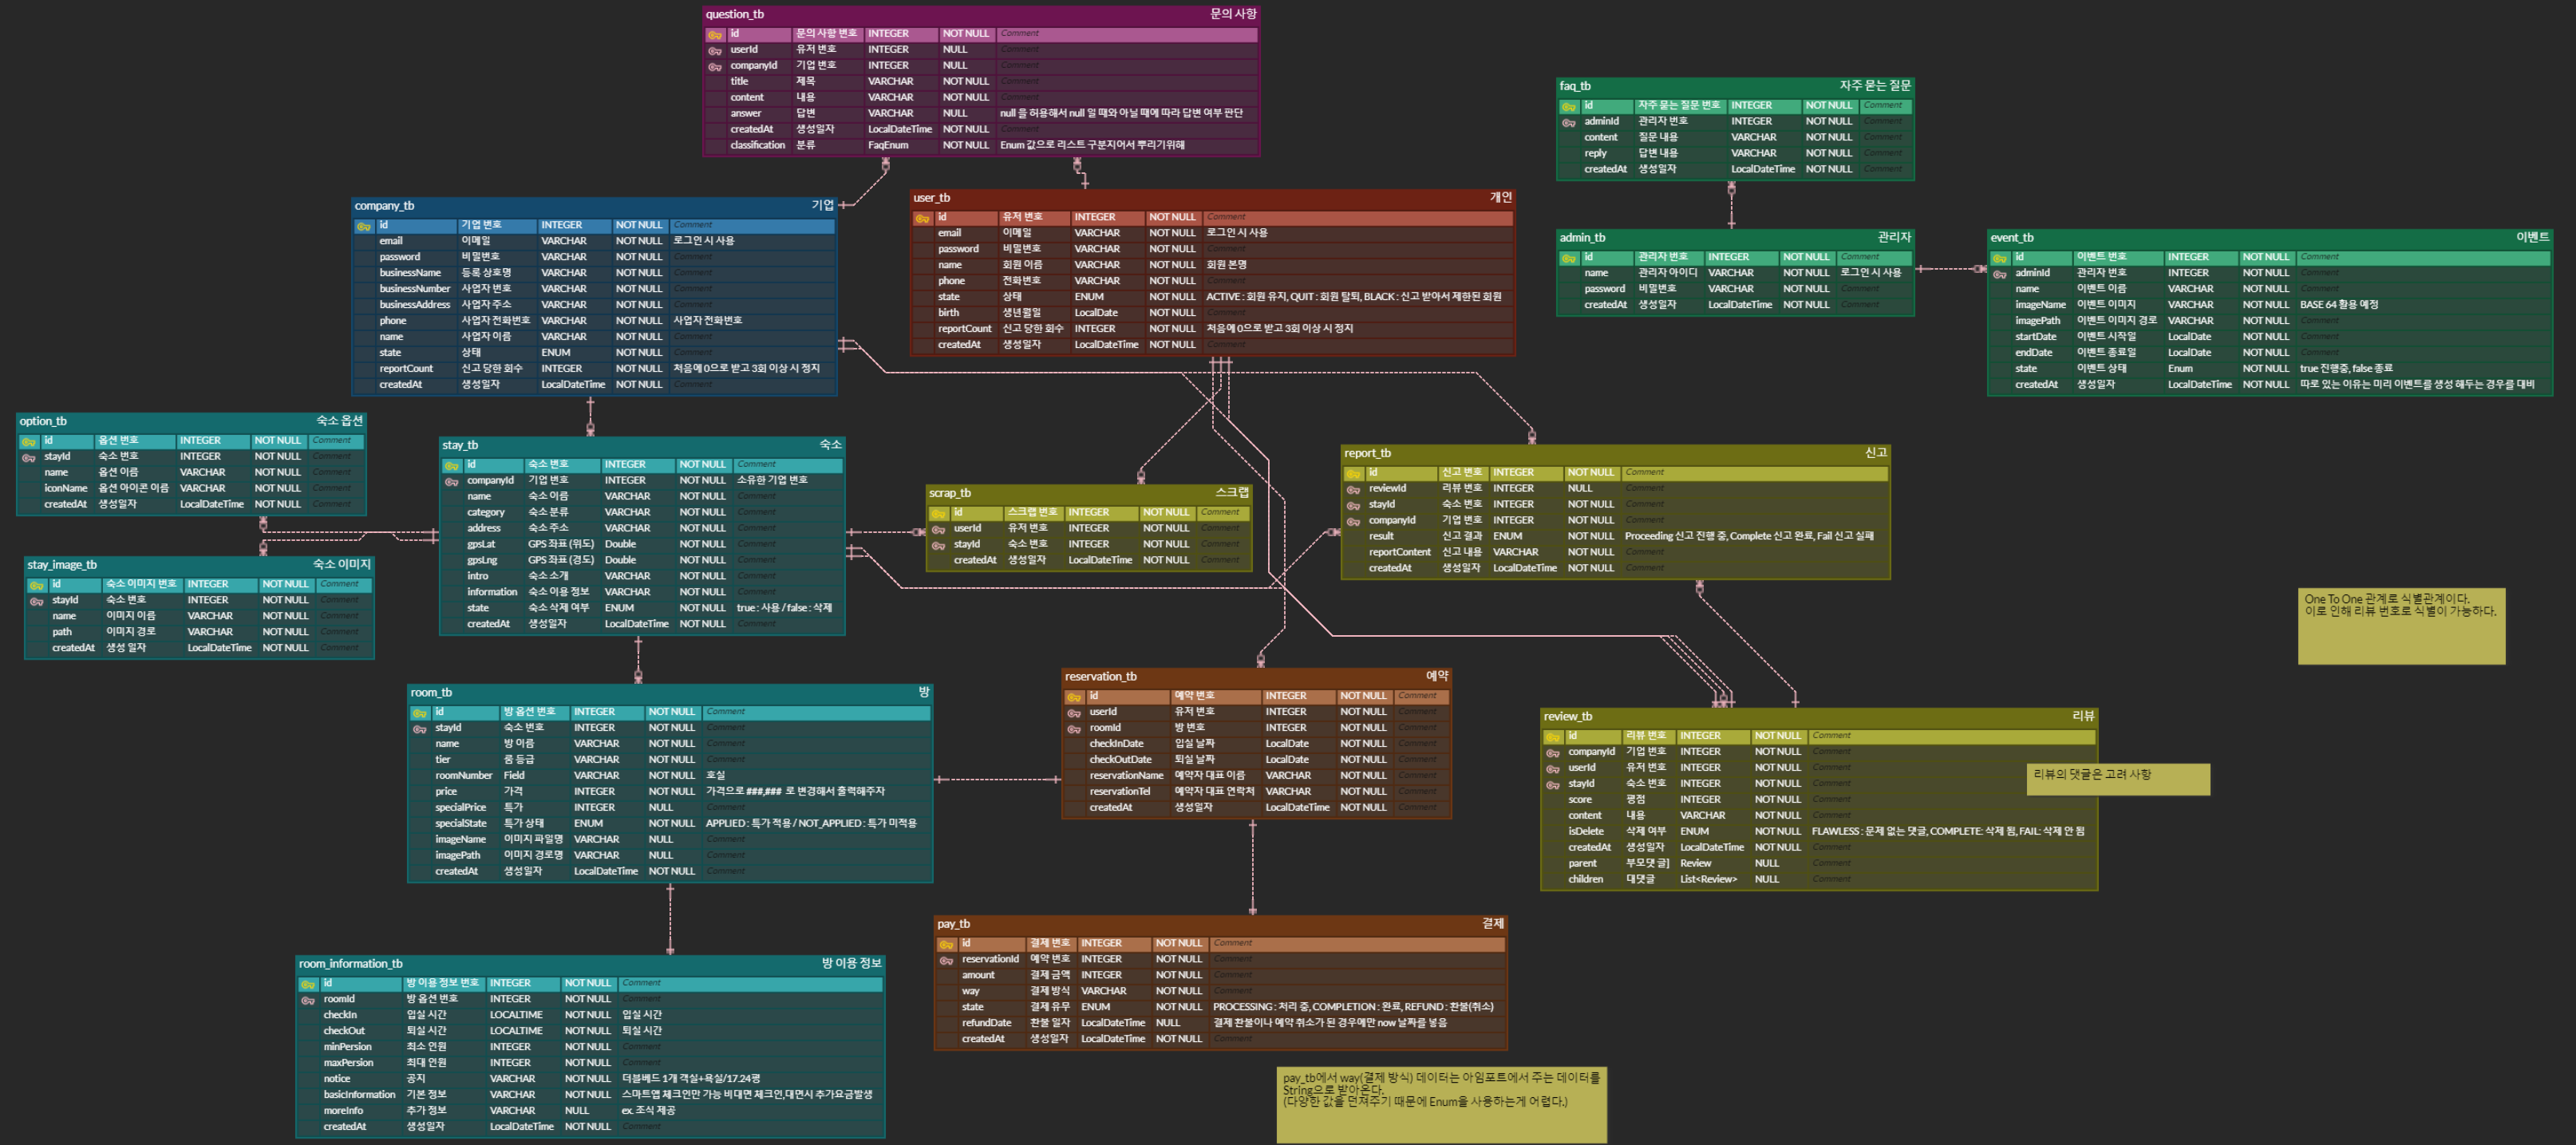 question_tb 문의 사항
id 문의 사항 번호 INTEGER NOT NULL Comment
userId 유저 번호 INTEGER NULL Comment
companyId 기업 번호 INTEGER NULL Comment
title 제목 VARCHAR NOT NULL Comment
content 내용 VARCHAR NOT NULL Comment
answer 답변 VARCHAR NULL null 을 허용해서 null 일 때와 아닐 때에 따라 답변 여부 판단
createdAt 생성일자 LocalDateTime NOT NULL Comment
classification 분류 FaqEnum NOT NULL Enum 값으로 리스트 구분지어서 뿌리기위해
faq_tb 자주 묻는 질문
id 자주 묻는 질문 번호 INTEGER NOT NULL Comment
adminId 관리자 번호 INTEGER NOT NULL Comment
content 질문 내용 VARCHAR NOT NULL Comment
reply 답변 내용 VARCHAR NOT NULL Comment
createdAt 생성일자 LocalDateTime NOT NULL Comment
company_tb 기업
id 기업 번호 INTEGER NOT NULL Comment
email 이메일 VARCHAR NOT NULL 로그인 시 사용
password 비밀번호 VARCHAR NOT NULL Comment
businessName 등록 상호명 VARCHAR NOT NULL Comment
businessNumber 사업자 번호 VARCHAR NOT NULL Comment
businessAddress 사업자 주소 VARCHAR NOT NULL Comment
phone 사업자 전화번호 VARCHAR NOT NULL 사업자 전화번호
name 사업자 이름 VARCHAR NOT NULL Comment
state 상태 ENUM NOT NULL Comment
reportCount 신고 당한 회수 INTEGER NOT NULL 처음에 0으로 받고 3회 이상 시 정지
createdAt 생성일자 LocalDateTime NOT NULL Comment
user_tb 개인
id 유저 번호 INTEGER NOT NULL Comment
email 이메일 VARCHAR NOT NULL 로그인 시 사용
password 비밀번호 VARCHAR NOT NULL Comment
name 회원 이름 VARCHAR NOT NULL 회원 본명
phone 전화번호 VARCHAR NOT NULL Comment
state 상태 ENUM NOT NULL ACTIVE : 회원 유지, QUIT : 회원 탈퇴, BLACK : 신고 받아서 제한된 회원
birth 생년월일 LocalDate NOT NULL Comment
reportCount 신고 당한 회수 INTEGER NOT NULL 처음에 0으로 받고 3회 이상 시 정지
createdAt 생성일자 LocalDateTime NOT NULL Comment
admin_tb 관리자
id 관리자 번호 INTEGER NOT NULL Comment
name 관리자 아이디 VARCHAR NOT NULL 로그인 시 사용
password 비밀번호 VARCHAR NOT NULL Comment
createdAt 생성일자 LocalDateTime NOT NULL Comment
event_tb 이벤트
id 이벤트 번호 INTEGER NOT NULL Comment
adminId 관리자 번호 INTEGER NOT NULL Comment
name 이벤트 이름 VARCHAR NOT NULL Comment
imageName 이벤트 이미지 VARCHAR NOT NULL BASE 64 활용 예정
imagePath 이벤트 이미지 경로 VARCHAR NOT NULL Comment
startDate 이벤트 시작일 LocalDate NOT NULL Comment
endDate 이벤트 종료일 LocalDate NOT NULL Comment
state 이벤트 상태 Enum NOT NULL true 진행중, false 종료
createdAt 생성일자 LocalDateTime NOT NULL 따로 있는 이유는 미리 이벤트를 생성 해두는 경우를 대비
option_tb 숙소 옵션
id 옵션 번호 INTEGER NOT NULL Comment
stayId 숙소 번호 INTEGER NOT NULL Comment
name 옵션 이름 VARCHAR NOT NULL Comment
iconName 옵션 아이콘 이름 VARCHAR NOT NULL Comment
createdAt 생성일자 LocalDateTime NOT NULL Comment
stay_image_tb 숙소 이미지
id 숙소 이미지 번호 INTEGER NOT NULL Comment
stayId 숙소 번호 INTEGER NOT NULL Comment
name 이미지 이름 VARCHAR NOT NULL Comment
path 이미지 경로 VARCHAR NOT NULL Comment
createdAt 생성 일자 LocalDateTime NOT NULL Comment
stay_tb 숙소
id 숙소 번호 INTEGER NOT NULL Comment
companyId 기업 번호 INTEGER NOT NULL 소유한 기업 번호
name 숙소 이름 VARCHAR NOT NULL Comment
category 숙소 분류 VARCHAR NOT NULL Comment
address 숙소 주소 VARCHAR NOT NULL Comment
gpsLat GPS 좌표 (위도) Double NOT NULL Comment
gpsLng GPS 좌표 (경도) Double NOT NULL Comment
intro 숙소 소개 VARCHAR NOT NULL Comment
information 숙소 이용 정보 VARCHAR NOT NULL Comment
state 숙소 삭제 여부 ENUM NOT NULL true : 사용 / false : 삭제
createdAt 생성일자 LocalDateTime NOT NULL Comment
scrap_tb 스크랩
id 스크랩 번호 INTEGER NOT NULL Comment
userId 유저 번호 INTEGER NOT NULL Comment
stayId 숙소 번호 INTEGER NOT NULL Comment
createdAt 생성일자 LocalDateTime NOT NULL Comment
report_tb 신고
id 신고 번호 INTEGER NOT NULL Comment
reviewId 리뷰 번호 INTEGER NULL Comment
stayId 숙소 번호 INTEGER NOT NULL Comment
companyId 기업 번호 INTEGER NOT NULL Comment
result 신고 결과 ENUM NOT NULL Proceeding 신고 진행 중, Complete 신고 완료, Fail 신고 실패
reportContent 신고 내용 VARCHAR NOT NULL Comment
createdAt 생성일자 LocalDateTime NOT NULL Comment
One To One 관계로 식별관계이다.
이로 인해 리뷰 번호로 식별이 가능하다.
room_tb 방
id 방 옵션 번호 INTEGER NOT NULL Comment
stayId 숙소 번호 INTEGER NOT NULL Comment
name 방 이름 VARCHAR NOT NULL Comment
tier 룸 등급 VARCHAR NOT NULL Comment
roomNumber Field VARCHAR NOT NULL 호실
price 가격 INTEGER NOT NULL 가격으로 ###,### 로 변경해서 출력해주자
specialPrice 특가 INTEGER NULL Comment
specialState 특가 상태 ENUM NOT NULL APPLIED : 특가 적용 / NOT_APPLIED : 특가 미적용
imageName 이미지 파일명 VARCHAR NULL Comment
imagePath 이미지 경로명 VARCHAR NULL Comment
createdAt 생성일자 LocalDateTime NOT NULL Comment
reservation_tb 예약
id 예약 번호 INTEGER NOT NULL Comment
userId 유저 번호 INTEGER NOT NULL Comment
roomId 방 번호 INTEGER NOT NULL Comment
checkInDate 입실 날짜 LocalDate NOT NULL Comment
checkOutDate 퇴실 날짜 LocalDate NOT NULL Comment
reservationName 예약자 대표 이름 VARCHAR NOT NULL Comment
reservationTel 예약자 대표 연락처 VARCHAR NOT NULL Comment
createdAt 생성일자 LocalDateTime NOT NULL Comment
review_tb 리뷰
id 리뷰 번호 INTEGER NOT NULL Comment
companyId 기업 번호 INTEGER NOT NULL Comment
userId 유저 번호 INTEGER NOT NULL Comment
stayId 숙소 번호 INTEGER NOT NULL Comment
score 평점 INTEGER NOT NULL Comment
content 내용 VARCHAR NOT NULL Comment
isDelete 삭제 여부 ENUM NOT NULL FLAWLESS : 문제 없는 댓글, COMPLETE: 삭제 됨, FAIL: 삭제 안 됨
createdAt 생성일자 LocalDateTime NOT NULL Comment
parent 부모댓글] Review NULL Comment
children 대댓글 List<Review> NULL Comment
리뷰의 댓글은 고려 사항
room_information_tb 방 이용 정보
id 방 이용 정보 번호 INTEGER NOT NULL Comment
roomId 방 옵션 번호 INTEGER NOT NULL Comment
checkIn 입실 시간 LOCALTIME NOT NULL 입실 시간
checkOut 퇴실 시간 LOCALTIME NOT NULL 퇴실 시간
minPersion 최소 인원 INTEGER NOT NULL Comment
maxPersion 최대 인원 INTEGER NOT NULL Comment
notice 공지 VARCHAR NOT NULL 더블베드 1개 객실+욕실/17.24평
basicInformation 기본 정보 VARCHAR NOT NULL 스마트앱 체크인만 가능 비대면 체크인,대면시 추가요금발생
moreInfo 추가 정보 VARCHAR NULL ex. 조식 제공
createdAt 생성일자 LocalDateTime NOT NULL Comment
pay_tb 결제
id 결제 번호 INTEGER NOT NULL Comment
reservationId 예약 번호 INTEGER NOT NULL Comment
amount 결제 금액 INTEGER NOT NULL Comment
way 결제 방식 VARCHAR NOT NULL Comment
state 결제 유무 ENUM NOT NULL PROCESSING : 처리 중, COMPLETION : 완료, REFUND : 환불(취소)
refundDate 환불 일자 LocalDateTime NULL 결제 환불이나 예약 취소가 된 경우에만 now 날짜를 넣음
createdAt 생성일자 LocalDateTime NOT NULL Comment
pay_tb에서 way(결제 방식) 데이터는 아임포트에서 주는 데이터를
String으로 받아온다.
(다양한 값을 던져주기 때문에 Enum을 사용하는게 어렵다.)